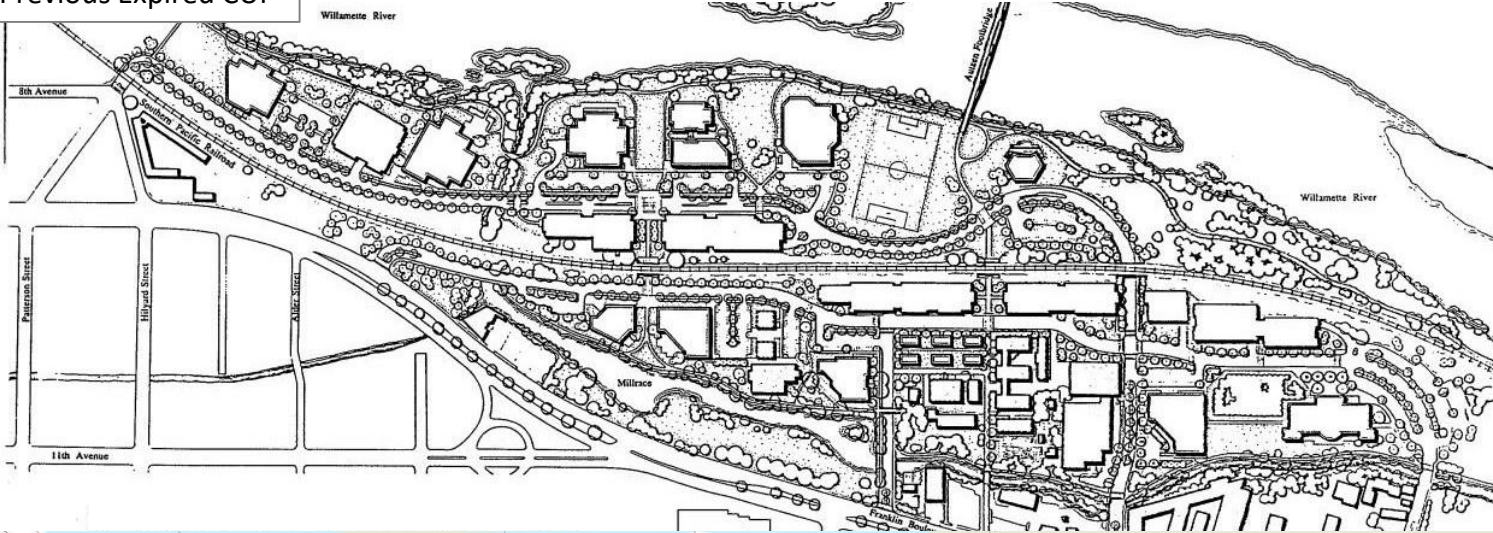 Previous Expired CUP
Willamette River
Autzen Footbridge
8th Avenue
Southern Pacific Railroad
Willamette River
Patterson Street
Hilyard Street
Alder Street
Millrace
11th Avenue
Franklin Boulev